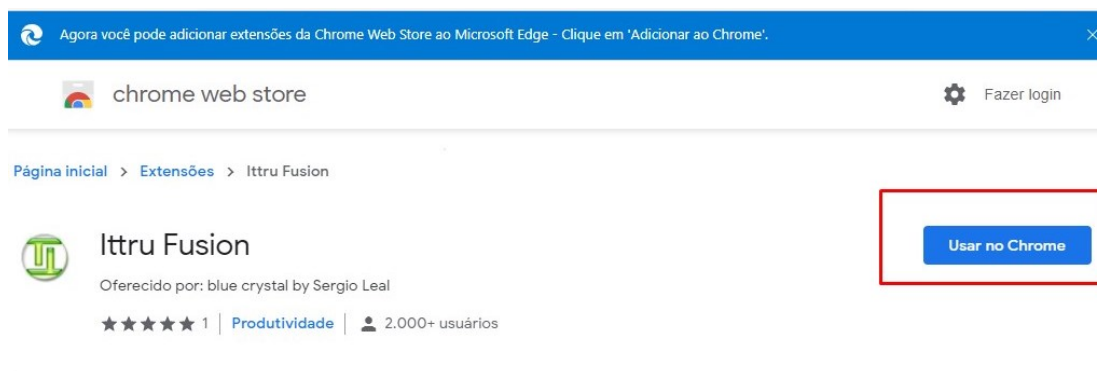 Agora você pode adicionar extensões da Chrome Web Store ao Microsoft Edge - Clique em 'Adicionar ao Chrome'.
chrome web store
Fazer login
Página inicial > Extensões > Ittru Fusion
Ittru Fusion
Usar no Chrome
Oferecido por: blue crystal by Sergio Leal
★★★★★ 1 | Produtividade | 2.000+ usuários